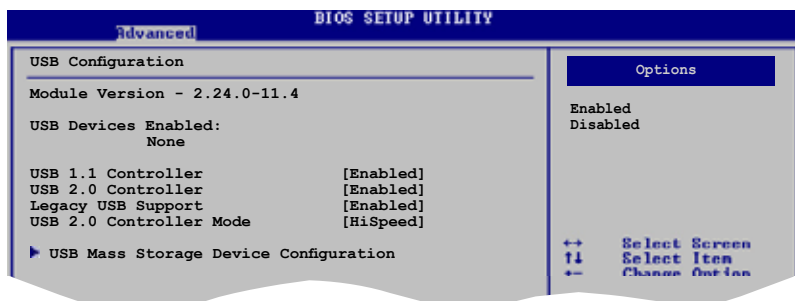 BIOS SETUP UTILITY
Advanced
USB Configuration
Module Version - 2.24.0-11.4
USB Devices Enabled:
None
USB 1.1 Controller [Enabled]
USB 2.0 Controller [Enabled]
Legacy USB Support [Enabled]
USB 2.0 Controller Mode [HiSpeed]
USB Mass Storage Device Configuration
Options
Enabled
Disabled
↔ Select Screen
↑↓ Select Item
+- Change Option